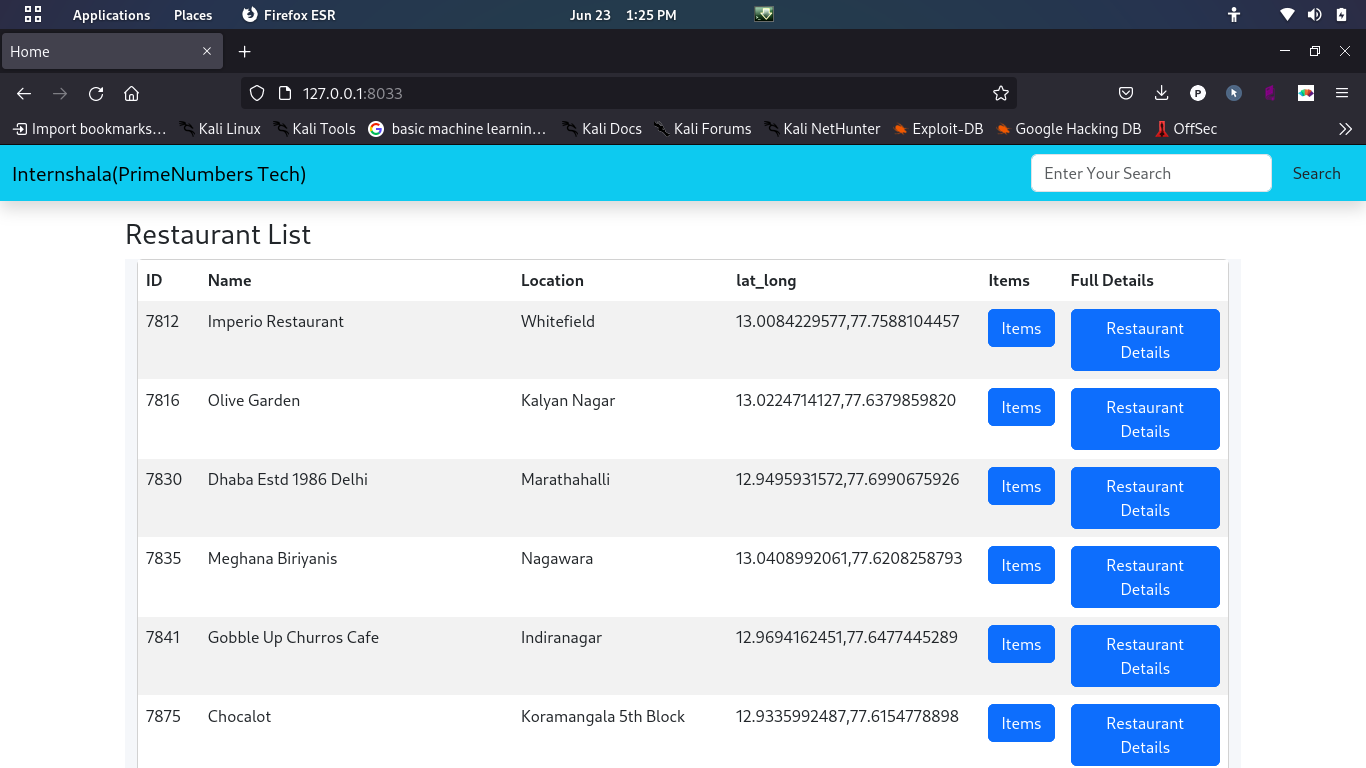 Applications Places Firefox ESR Jun 23 1:25 PM
Home
127.0.0.1:8033
Import bookmarks… Kali Linux Kali Tools basic machine learnin… Kali Docs Kali Forums Kali NetHunter Exploit-DB Google Hacking DB OffSec
Internshala(PrimeNumbers Tech) Enter Your Search Search
Restaurant List
ID Name Location lat_long Items Full Details
7812 Imperio Restaurant Whitefield 13.0084229577,77.7588104457 Items Restaurant
Details
7816 Olive Garden Kalyan Nagar 13.0224714127,77.6379859820 Items Restaurant
Details
7830 Dhaba Estd 1986 Delhi Marathahalli 12.9495931572,77.6990675926 Items Restaurant
Details
7835 Meghana Biriyanis Nagawara 13.0408992061,77.6208258793 Items Restaurant
Details
7841 Gobble Up Churros Cafe Indiranagar 12.9694162451,77.6477445289 Items Restaurant
Details
7875 Chocalot Koramangala 5th Block 12.9335992487,77.6154778898 Items Restaurant
Details